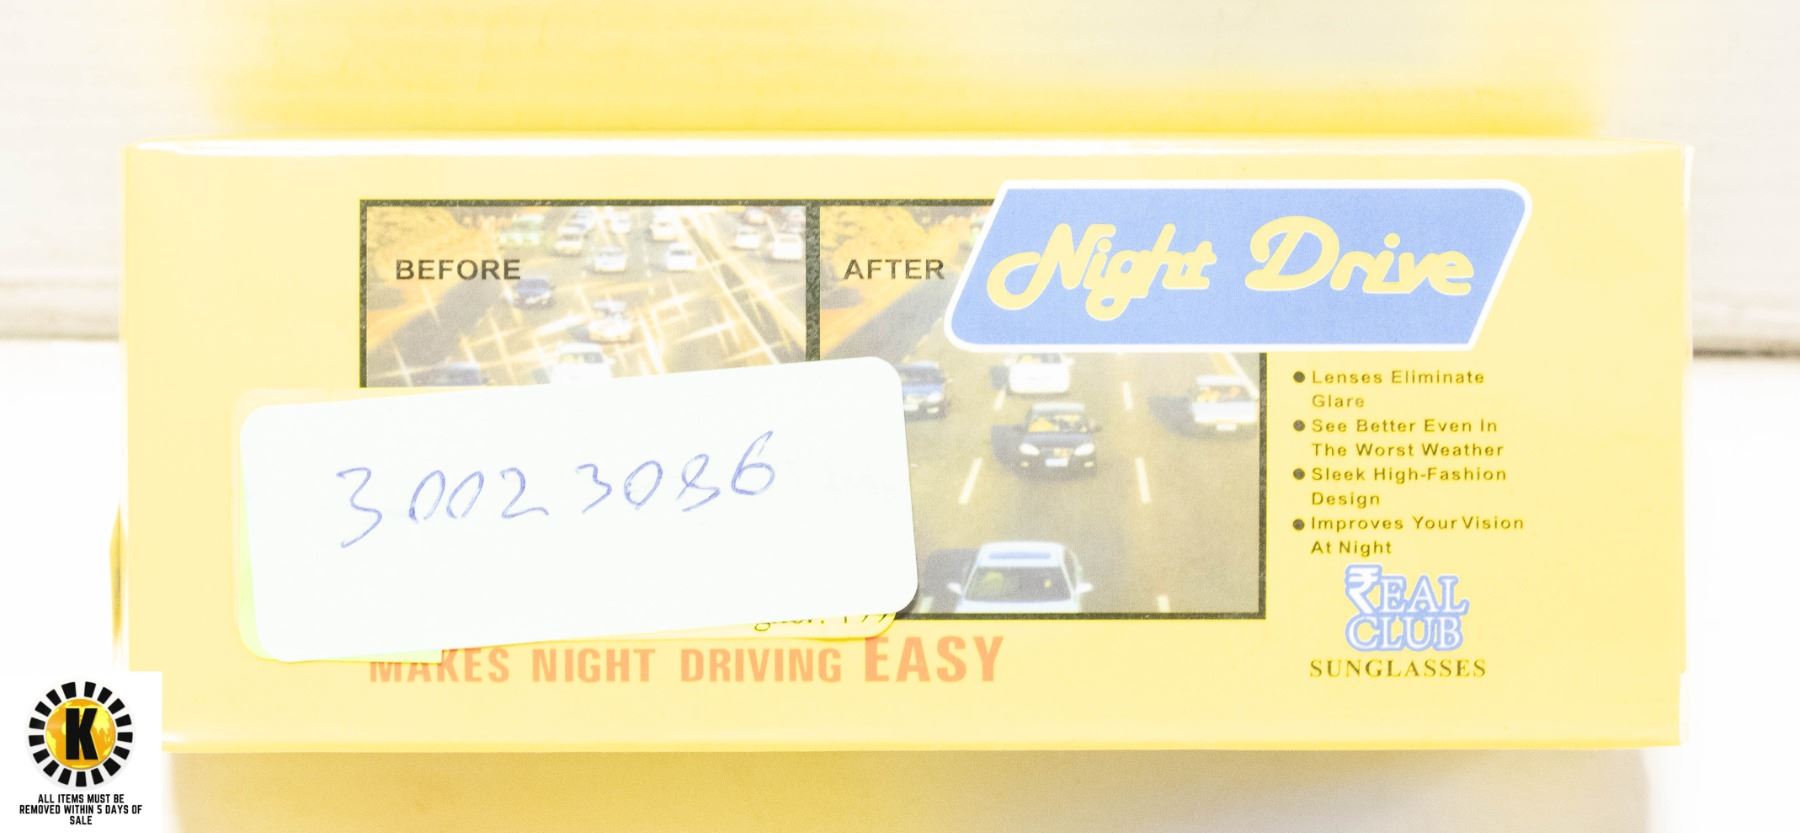 BEFORE
AFTER
Night Drive
Lenses Eliminate
Glare
See Better Even In
The Worst Weather
Sleek High-Fashion
Design
Improves Your Vision
At Night
30023086
MAKES NIGHT DRIVING EASY
₹EAL
CLUB
SUNGLASSES
K
ALL ITEMS MUST BE
REMOVED WITHIN 5 DAYS OF
SALE